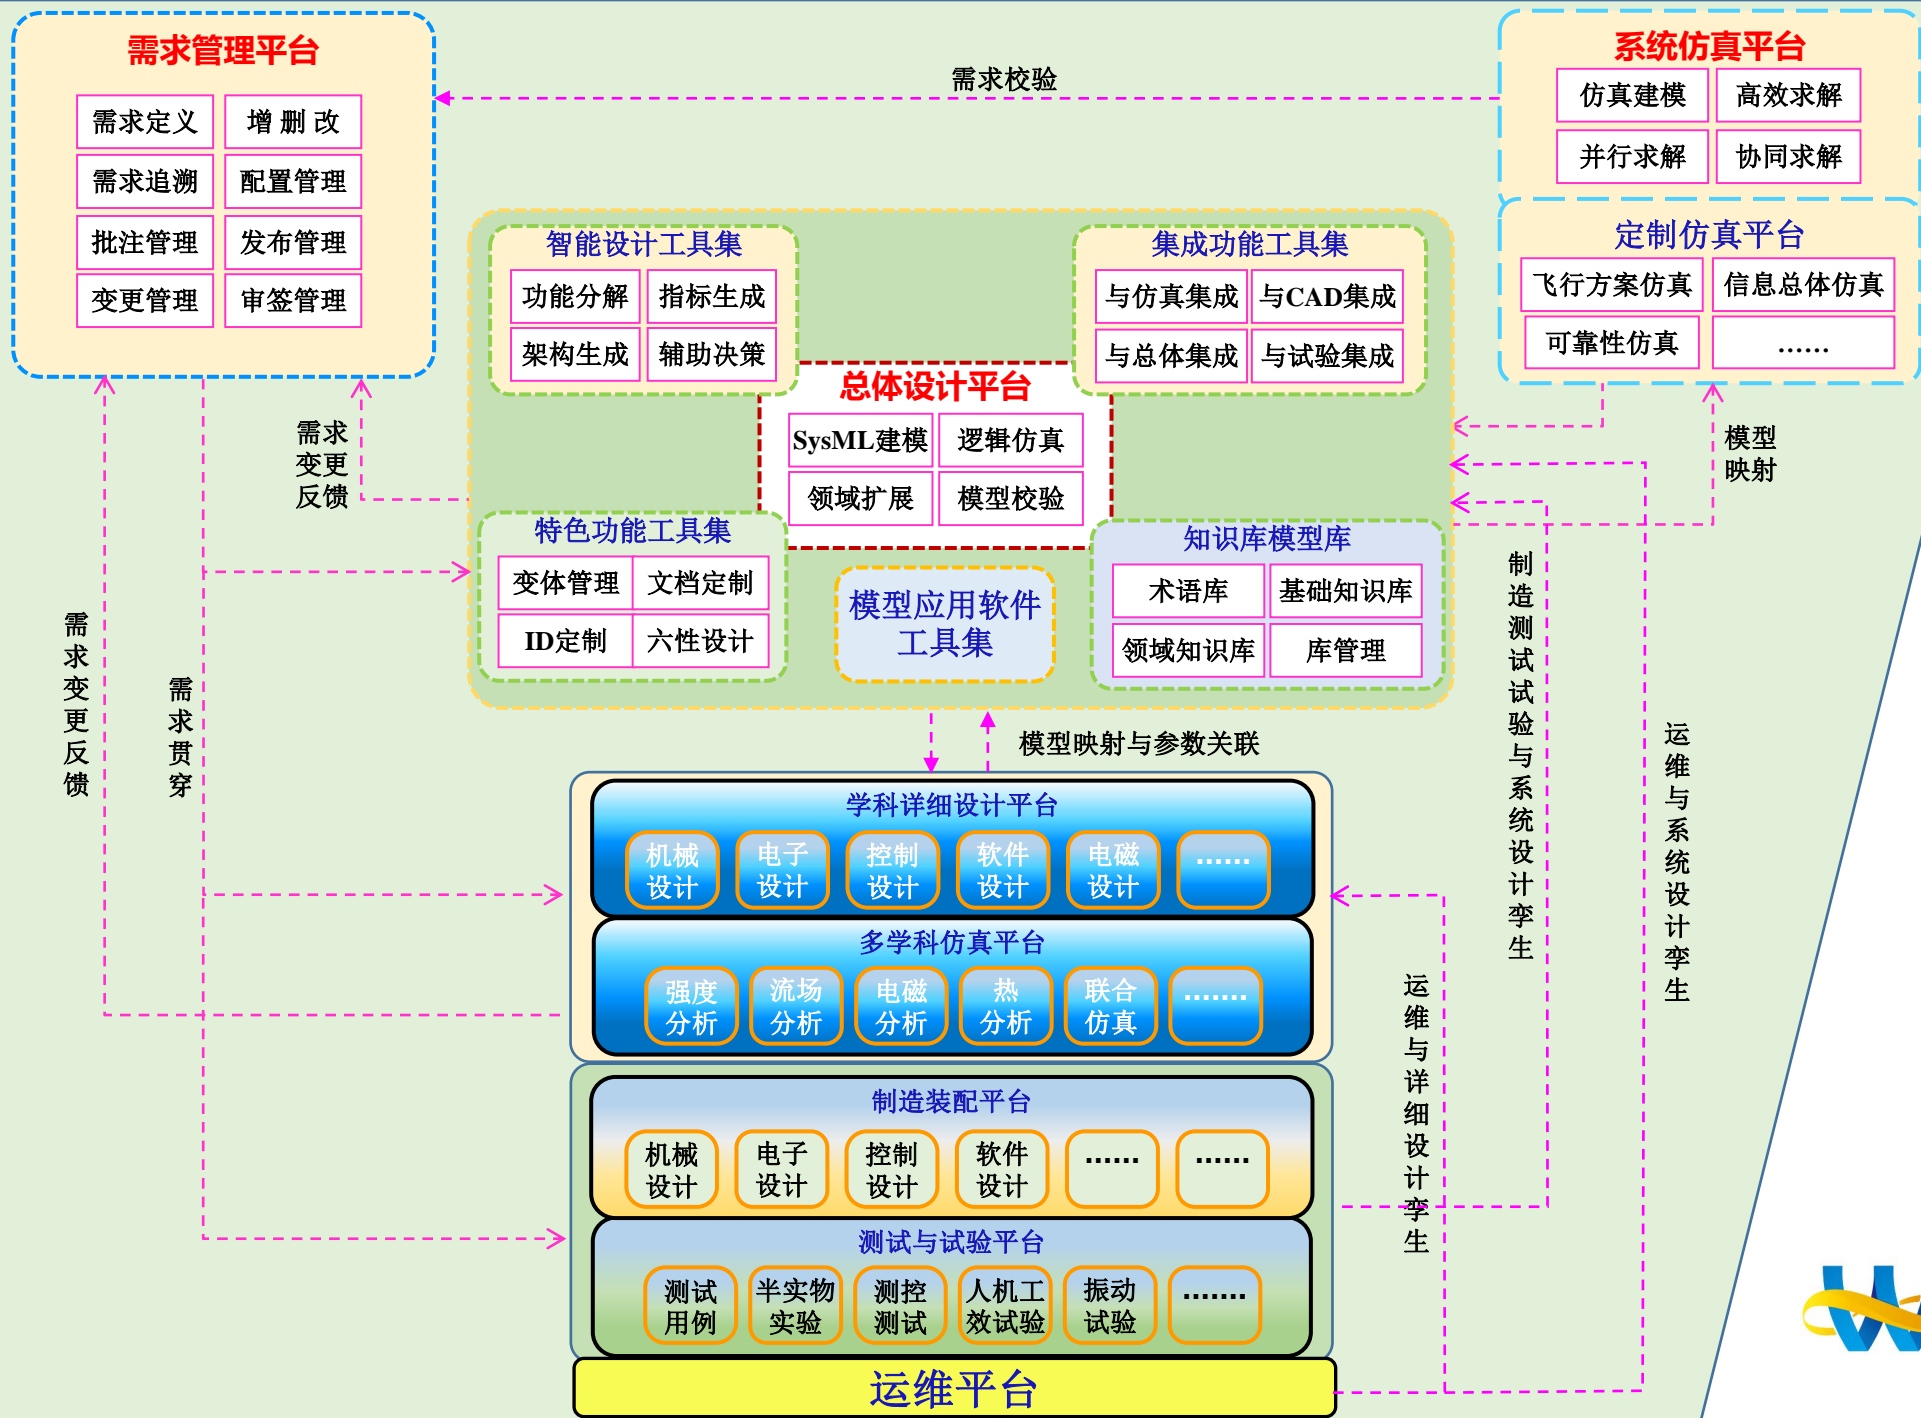 需求管理平台
需求定义
增 删 改
需求追溯
配置管理
批注管理
发布管理
变更管理
审签管理
需求校验
系统仿真平台
仿真建模
高效求解
并行求解
协同求解
定制仿真平台
飞行方案仿真
信息总体仿真
可靠性仿真
......
智能设计工具集
功能分解
指标生成
架构生成
辅助决策
集成功能工具集
与仿真集成
与CAD集成
与总体集成
与试验集成
总体设计平台
SysML建模
逻辑仿真
领域扩展
模型校验
特色功能工具集
变体管理
文档定制
ID定制
六性设计
模型应用软件
工具集
知识库模型库
术语库
基础知识库
领域知识库
库管理
需求
变更
反馈
模型
映射
需求变更反馈
需求贯穿
模型映射与参数关联
制造测试试验与系统设计孪生
运维与系统设计孪生
运维与详细设计孪生
学科详细设计平台
机械
设计
电子
设计
控制
设计
软件
设计
电磁
设计
......
多学科仿真平台
强度
分析
流场
分析
电磁
分析
热
分析
联合
仿真
.......
制造装配平台
机械
设计
电子
设计
控制
设计
软件
设计
......
......
测试与试验平台
测试
用例
半实物
实验
测控
测试
人机工
效试验
振动
试验
.......
运维平台